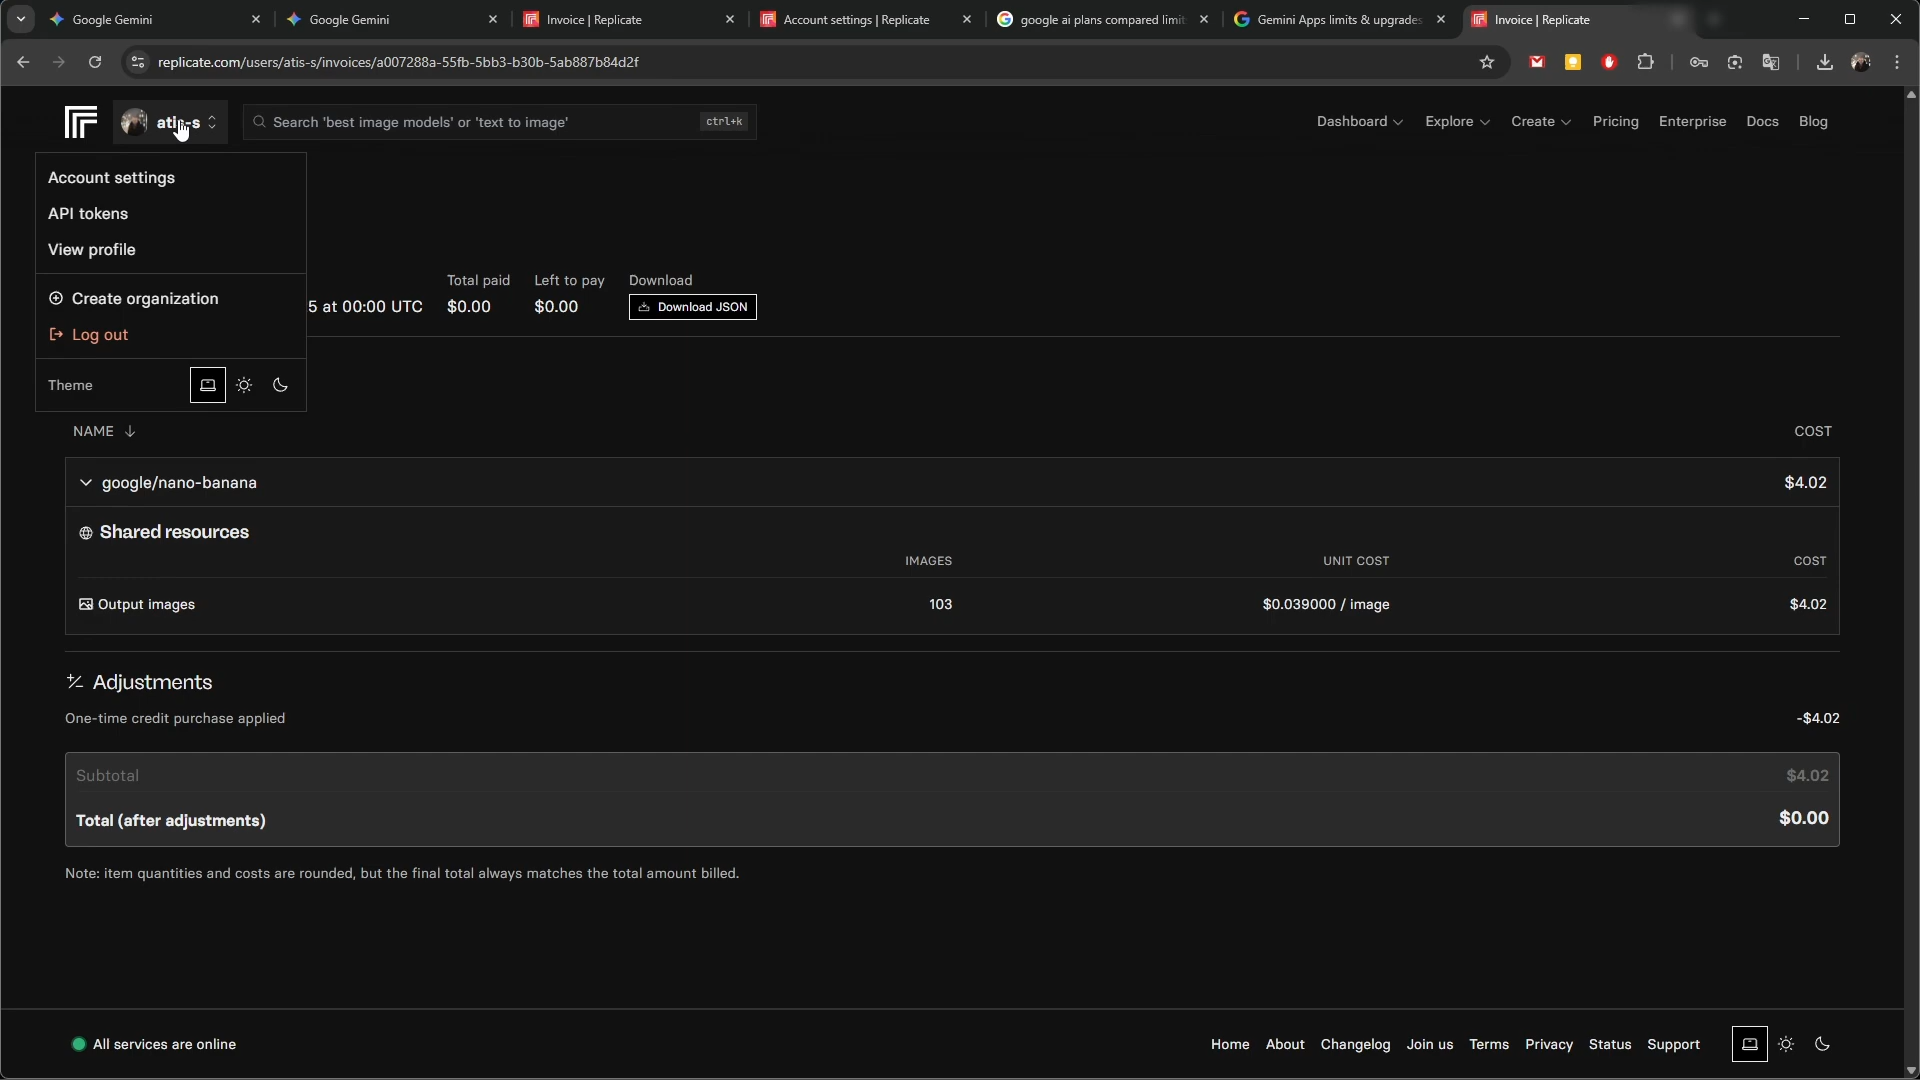 Google Gemini
Google Gemini
Invoice | Replicate
Account settings | Replicate
google ai plans compared limit
Gemini Apps limits & upgrades
Invoice | Replicate
replicate.com/users/atis-s/invoices/a007288a-55fb-5bb3-b30b-5ab887b84d2f
atis-s
Search 'best image models' or 'text to image'
ctrl+k
Dashboard
Explore
Create
Pricing
Enterprise
Docs
Blog
Account settings
API tokens
View profile
Create organization
Log out
Theme
Total paid
Left to pay
Download
5 at 00:00 UTC
$0.00
$0.00
Download JSON
NAME
COST
google/nano-banana
$4.02
Shared resources
IMAGES
UNIT COST
COST
Output images
103
$0.039000 / image
$4.02
Adjustments
One-time credit purchase applied
-$4.02
Subtotal
$4.02
Total (after adjustments)
$0.00
Note: item quantities and costs are rounded, but the final total always matches the total amount billed.
All services are online
Home
About
Changelog
Join us
Terms
Privacy
Status
Support